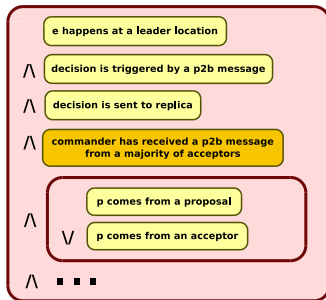 e happens at a leader location
/\ decision is triggered by a p2b message
/\ decision is sent to replica
/\ commander has received a p2b message
from a majority of acceptors
p comes from a proposal
/\
\/ p comes from an acceptor
/\ ...